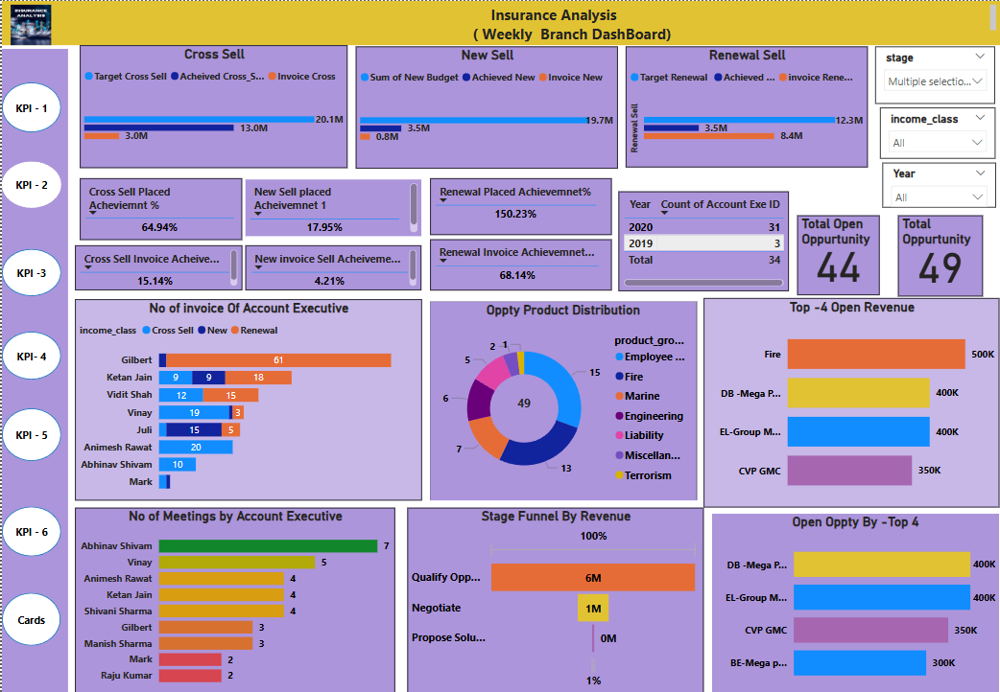 INSURANCE
ANALYSIS
Insurance Analysis
( Weekly Branch DashBoard)
KPI - 1
KPI - 2
KPI -3
KPI- 4
KPI - 5
KPI - 6
Cards
Cross Sell
Target Cross Sell Acheived Cross_S... Invoice Cross
20.1M
13.0M
3.0M
New Sell
Sum of New Budget Achieved New Invoice New
19.7M
3.5M
0.8M
Renewal Sell
Target Renewal Achieved ... invoice Rene...
Renewal Sell
12.3M
3.5M
8.4M
stage
Multiple selectio...
income_class
All
Year
All
Cross Sell Placed
Acheviemnt %
64.94%
New Sell placed
Acheivemnet 1
17.95%
Renewal Placed Achievemnet%
150.23%
Cross Sell Invoice Acheive...
15.14%
New invoice Sell Acheiveme...
4.21%
Renewal Invoice Achievemnet...
68.14%
Year Count of Account Exe ID
2020 31
2019 3
Total 34
Total Open
Oppurtunity
44
Total
Oppurtunity
49
No of invoice Of Account Executive
income_class Cross Sell New Renewal
Gilbert 61
Ketan Jain 9 9 18
Vidit Shah 12 15
Vinay 19 3
Juli 15 5
Animesh Rawat 20
Abhinav Shivam 10
Mark
Oppty Product Distribution
15
13
7
6
5
2
1
49
product_gro...
Employee ...
Fire
Marine
Engineering
Liability
Miscellan...
Terrorism
Top -4 Open Revenue
Fire 500K
DB -Mega P... 400K
EL-Group M... 400K
CVP GMC 350K
No of Meetings by Account Executive
Abhinav Shivam 7
Vinay 5
Animesh Rawat 4
Ketan Jain 4
Shivani Sharma 4
Gilbert 3
Manish Sharma 3
Mark 2
Raju Kumar 2
Stage Funnel By Revenue
100%
Qualify Opp... 6M
Negotiate 1M
Propose Solu... 0M
1%
Open Oppty By -Top 4
DB -Mega P... 400K
EL-Group M... 400K
CVP GMC 350K
BE-Mega p... 300K